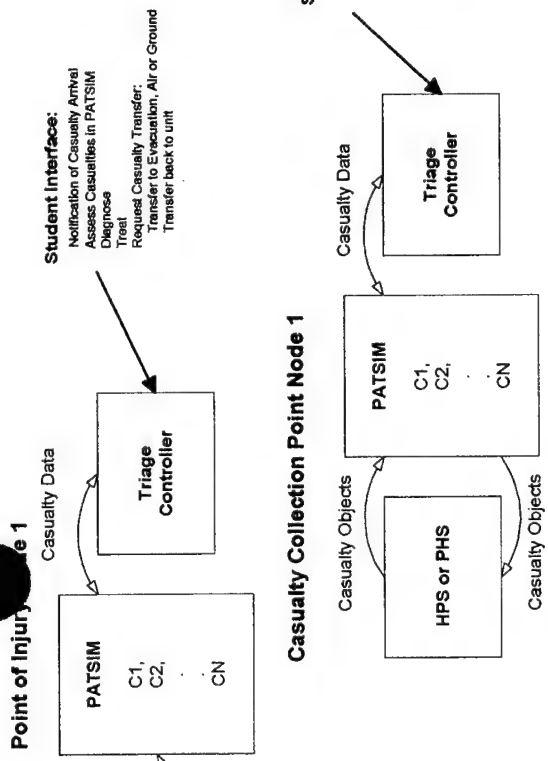 Point of Injury
Casualty Data
PATSIM
C1,
C2,
.
.
CN
Triage
Controller
Student Interface:
Notification of Casualty Arrival
Assess Casualties in PATSIM
Diagnose
Treat
Request Casualty Transfer:
Transfer to Evacuation, Air or Ground
Transfer back to unit
Casualty Collection Point Node 1
Casualty Objects
HPS or PHS
Casualty Objects
PATSIM
C1,
C2,
.
.
CN
Casualty Data
Triage
Controller